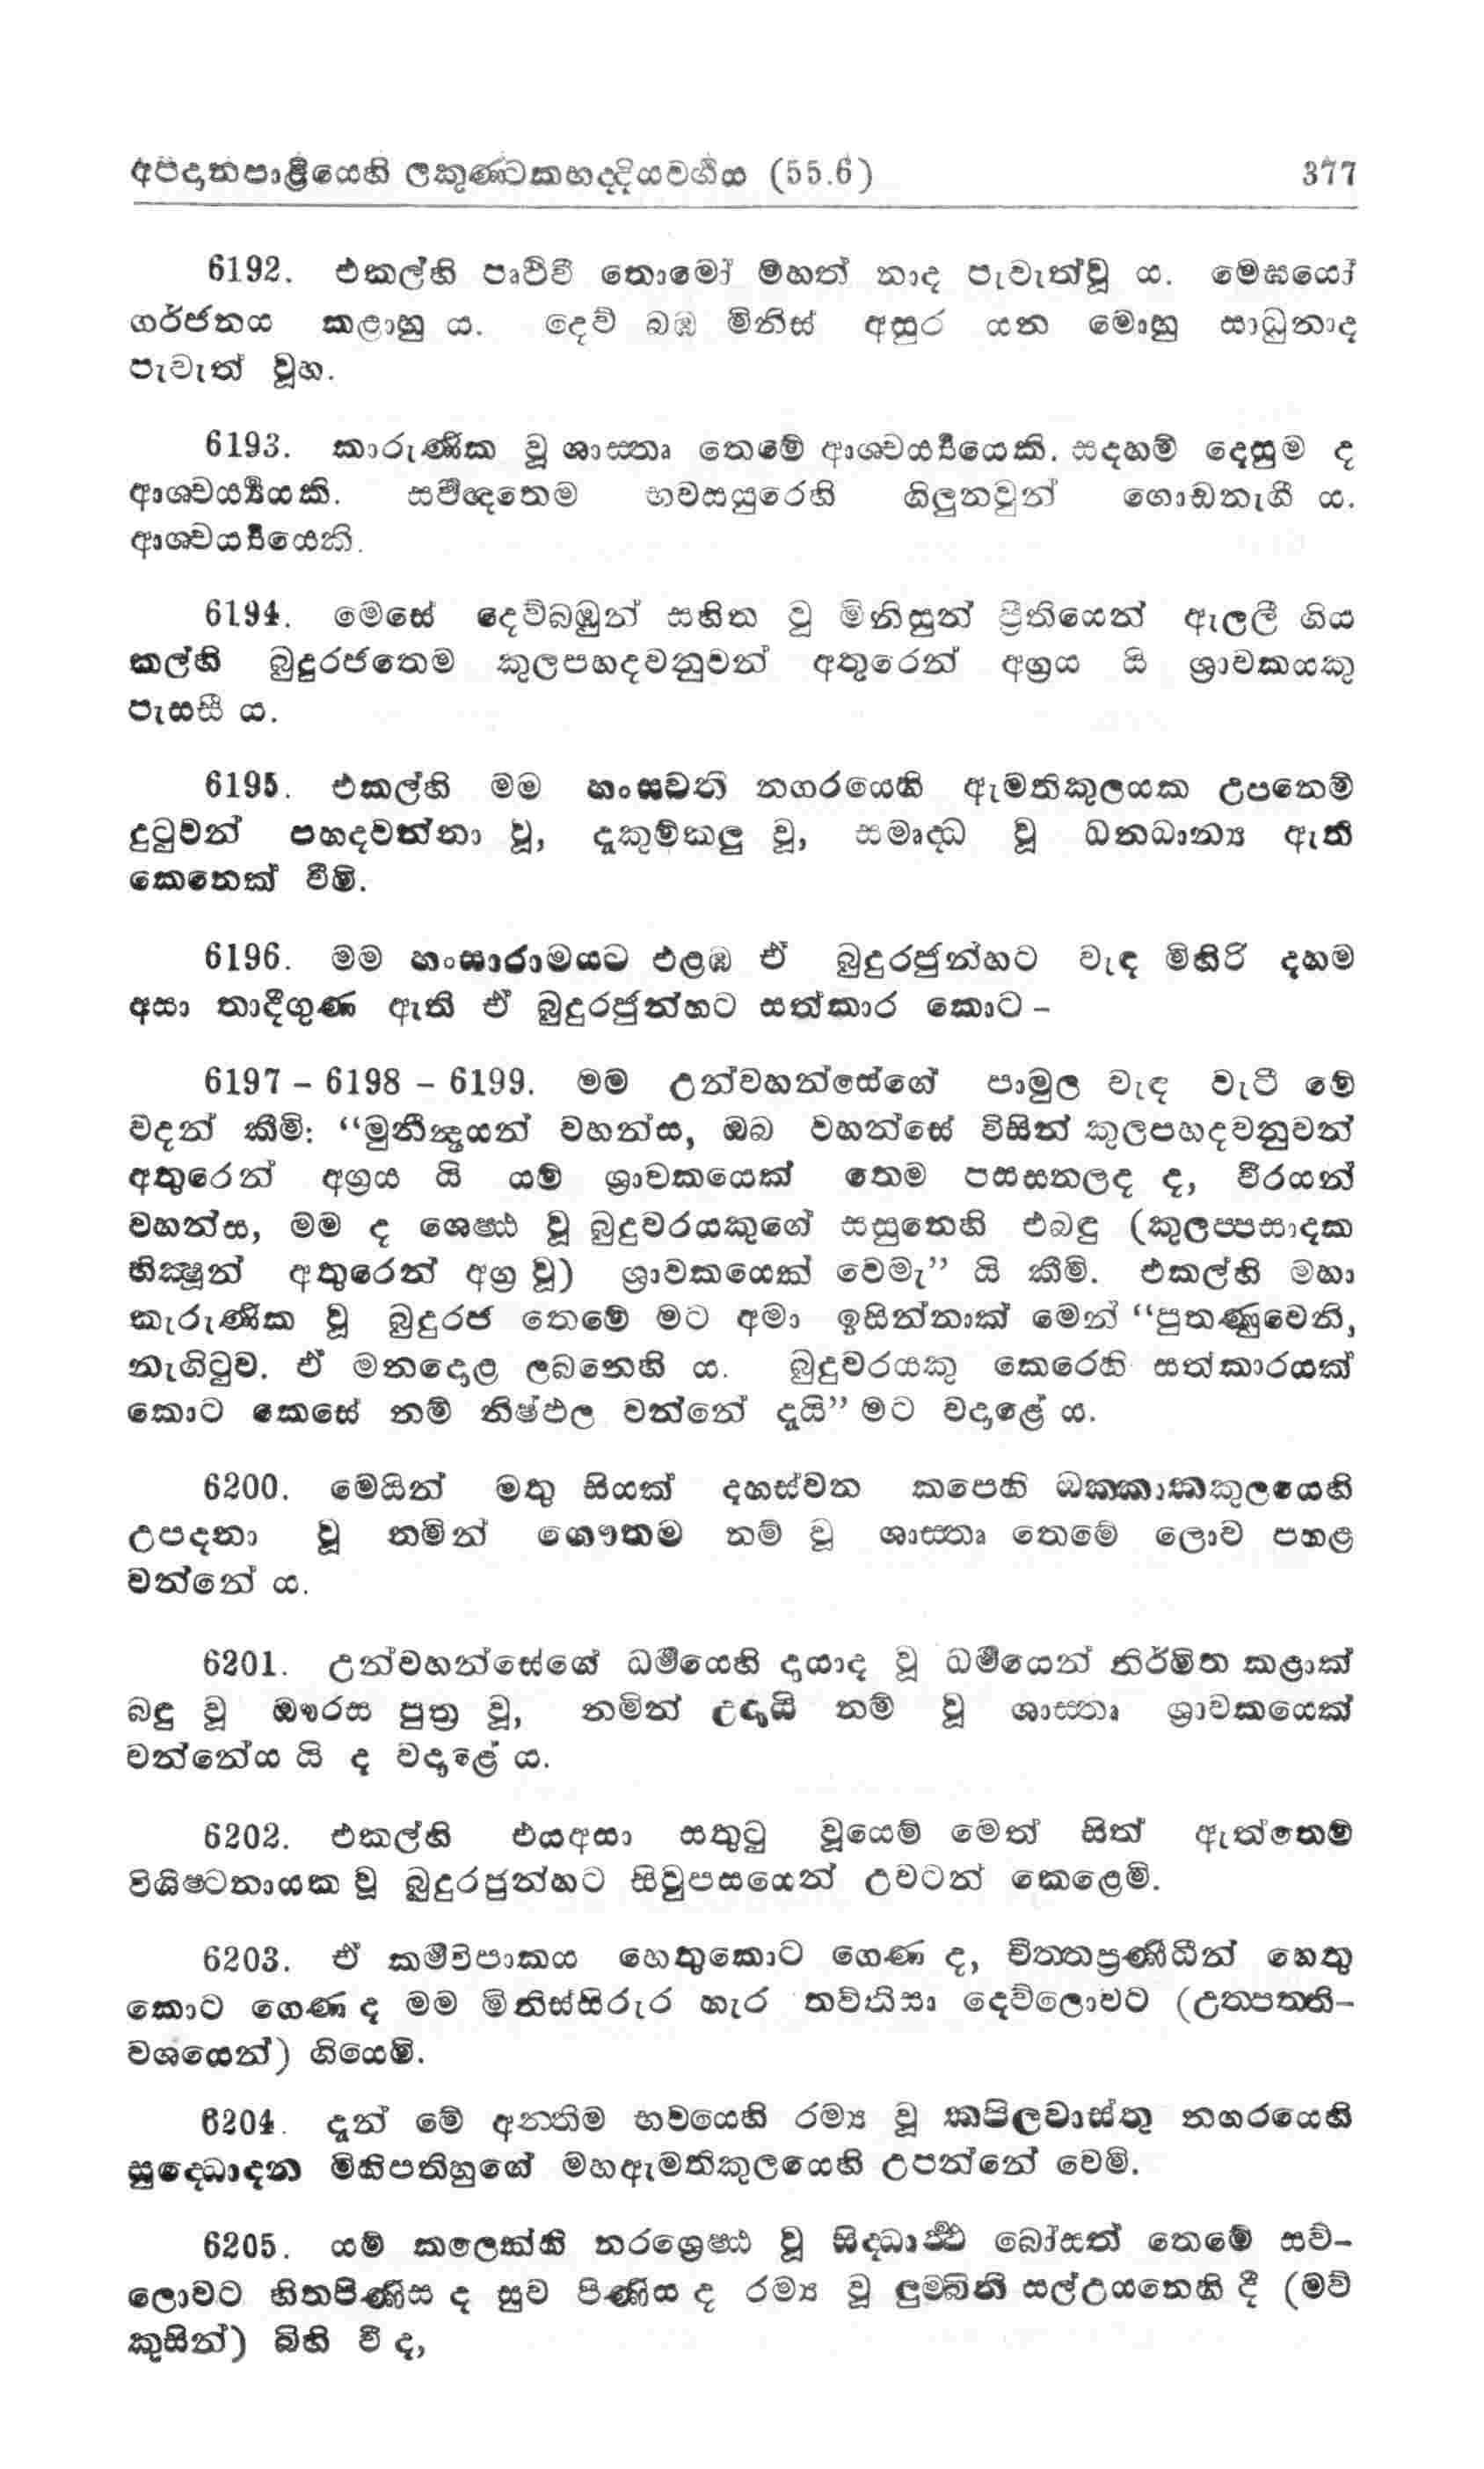 අපදානපාළියෙහි ලකුණ්ටකභද්දියවර්ගය (55.6) 377
6192. එකල්හි පෘථිවි තොමෝ මහත් නාද පැවැත්වූ ය. මෙඝයෝ
ගර්ජනය කළාහු ය. දෙව් බඹ මිනිස් අසුර යන මොහු සාධුනාද
පැවැත් වූහ.
6193. කාරුණික වූ ශාස්තෘ තෙමේ ආශ්චර්ය්‍යයෙකි. සදහම් දෙසුම ද
ආශ්චර්ය්‍යයකි. සර්වඥතෙම භවසයුරෙහි ගිලුනවුන් ගොඩනැගී ය.
ආශ්චර්ය්‍යයෙකි.
6194. මෙසේ දෙව්බඹුන් සහිත වූ මිනිසුන් ප්‍රීතියෙන් ඇලලී ගිය
කල්හි බුදුරජතෙම කුලපහදවනුවන් අතුරෙන් අග්‍රය යි ශ්‍රාවකයකු
පැසසී ය.
6195. එකල්හි මම හංසවති නගරයෙහි ඇමතිකුලයක උපනෙම්
දුටුවන් පහදවන්නා වූ, දැකුම්කලු වූ, සමෘද්ධ වූ ධනධාන්‍ය ඇති
කෙනෙක් වීමි.
6196. මම හංසාරාමයට එළඹ ඒ බුදුරජුන්හට වැඳ මිහිරි දහම
අසා තාදීගුණ ඇති ඒ බුදුරජුන්හට සත්කාර කොට –
6197 – 6198 – 6199. මම උන්වහන්සේගේ පාමුල වැඳ වැටී මේ
වදන් කීමි: “මුනීන්‍ද්‍රයන් වහන්ස, ඔබ වහන්සේ විසින් කුලපහදවනුවන්
අතුරෙන් අග්‍රය යි යම් ශ්‍රාවකයෙක් තෙම පසසනලද ද, වීරයන්
වහන්ස, මම ද ශ්‍රෙෂ්ඨ වූ බුදුවරයකුගේ සසුනෙහි එබඳු (කුලප්පසාදක
භික්‍ෂූන් අතුරෙන් අග්‍ර වූ) ශ්‍රාවකයෙක් වෙමැ” යි කීමි. එකල්හි මහා
කැරුණික වූ බුදුරජ තෙමේ මට අමා ඉසින්නාක් මෙන් “පුතණුවෙනි,
නැගිටුව. ඒ මනදොළ ලබනෙහි ය. බුදුවරයකු කෙරෙහි සත්කාරයක්
කොට කෙසේ නම් නිෂ්ඵල වන්නේ දැයි” මට වදාළේ ය.
6200. මෙයින් මතු සියක් දහස්වන කපෙහි ඔක්කාකකුලයෙහි
උපදනා වූ නමින් ගෞතම නම් වූ ශාස්තෘ තෙමේ ලොව පහළ
වන්නේ ය.
6201. උන්වහන්සේගේ ධර්මයෙහි දායාද වූ ධර්මයෙන් නිර්මිත කළාක්
බඳු වූ ඖරස පුත්‍ර වූ, නමින් උදායි නම් වූ ශාස්තෘ ශ්‍රාවකයෙක්
වන්නේය යි ද වදාළේ ය.
6202. එකල්හි එයඅසා සතුටු වූයෙම් මෙත් සිත් ඇත්තෙම්
විශිෂ්ටනායක වූ බුදුරජුන්හට සිවුපසයෙන් උවටන් කෙළෙමි.
6203. ඒ කර්මවිපාකය හෙතුකොට ගෙණ ද, චිත්තප්‍රණිධීන් හෙතු
කොට ගෙණ ද මම මිනිස්සිරුර හැර තව්තිසා දෙව්ලොවට (උත්පත්ති–
වශයෙන්) ගියෙමි.
6204. දැන් මේ අන්තිම භවයෙහි රම්‍ය වූ කපිලවාස්තු නගරයෙහි
සුද්ධොදන මිහිපතිහුගේ මහඇමතිකුලයෙහි උපන්නේ වෙමි.
6205. යම් කලෙක්හි නරශ්‍රෙෂ්ඨ වූ සිද්ධාර්ත්‍ථ බෝසත් තෙමේ සව්–
ලොවට හිතපිණිස ද සුව පිණිස ද රම්‍ය වූ ලුම්බිනි සල්උයනෙහි දී (මව්
කුසින්) බිහි වී ද,